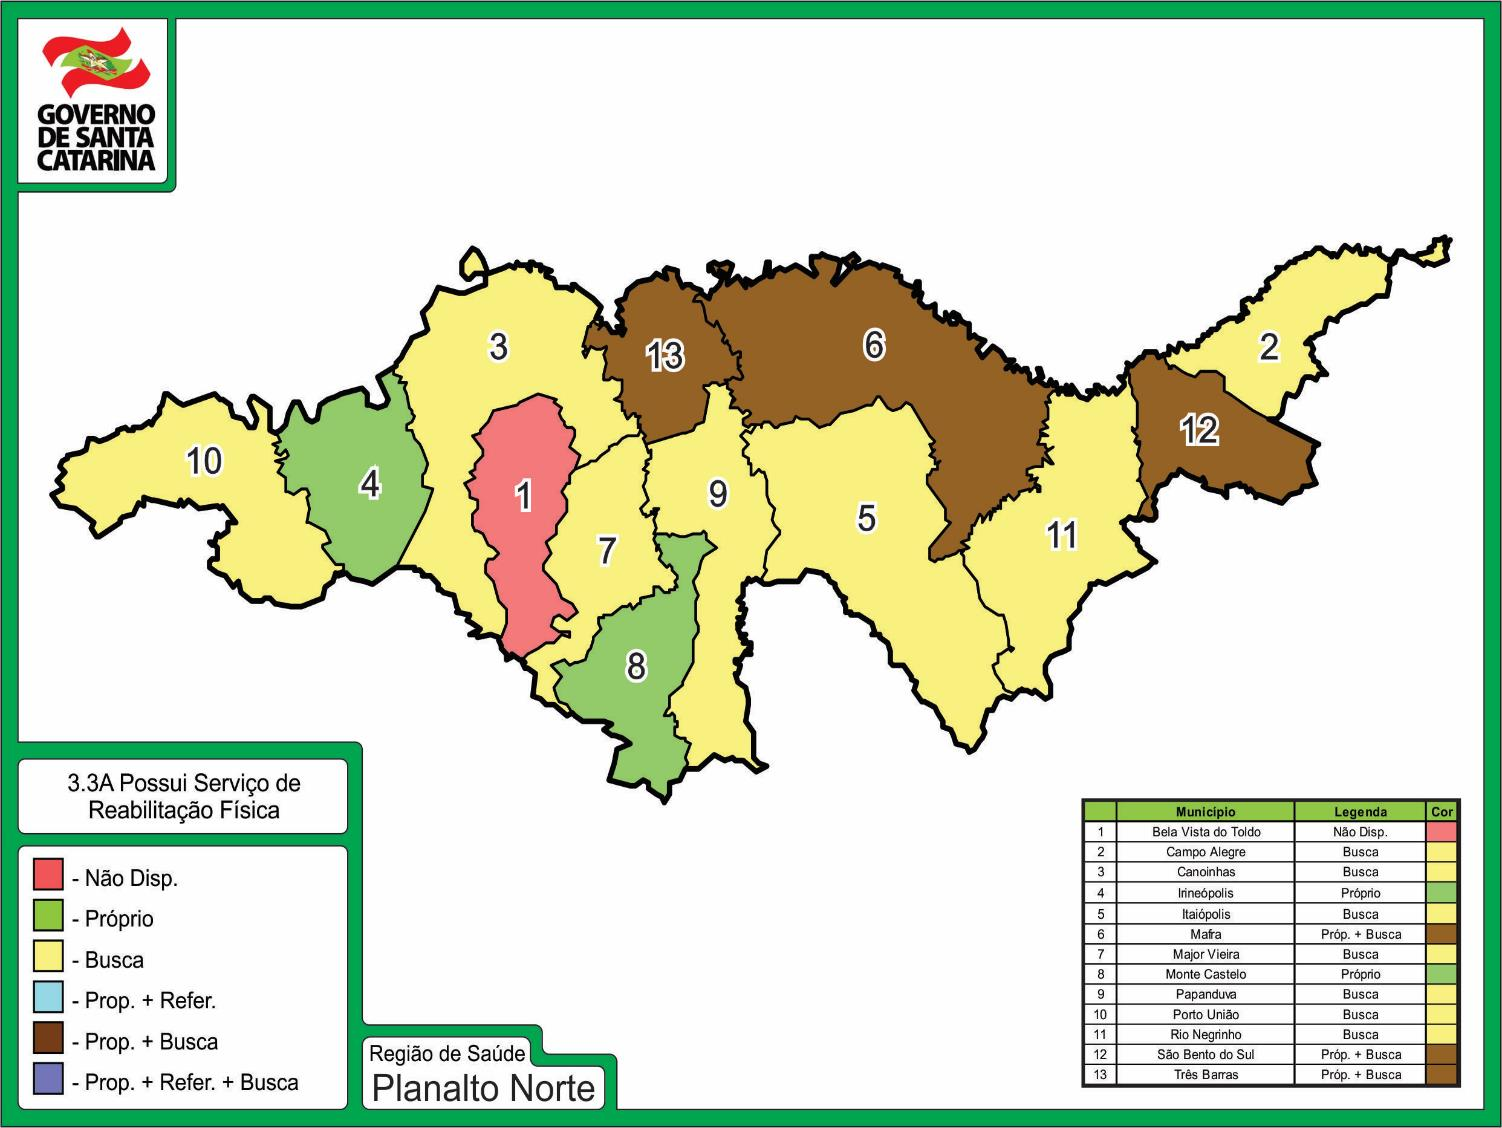 GOVERNO
DE SANTA
CATARINA
3
13
6
2
10
4
1
7
9
5
11
12
8
3.3A Possui Serviço de
Reabilitação Física
- Não Disp.
- Próprio
- Busca
- Prop. + Refer.
- Prop. + Busca
- Prop. + Refer. + Busca
Região de Saúde
Planalto Norte
Município Legenda Cor
1 Bela Vista do Toldo Não Disp.
2 Campo Alegre Busca
3 Canoinhas Busca
4 Irineópolis Próprio
5 Itaiópolis Busca
6 Mafra Próp. + Busca
7 Major Vieira Busca
8 Monte Castelo Próprio
9 Papanduva Busca
10 Porto União Busca
11 Rio Negrinho Busca
12 São Bento do Sul Próp. + Busca
13 Três Barras Próp. + Busca